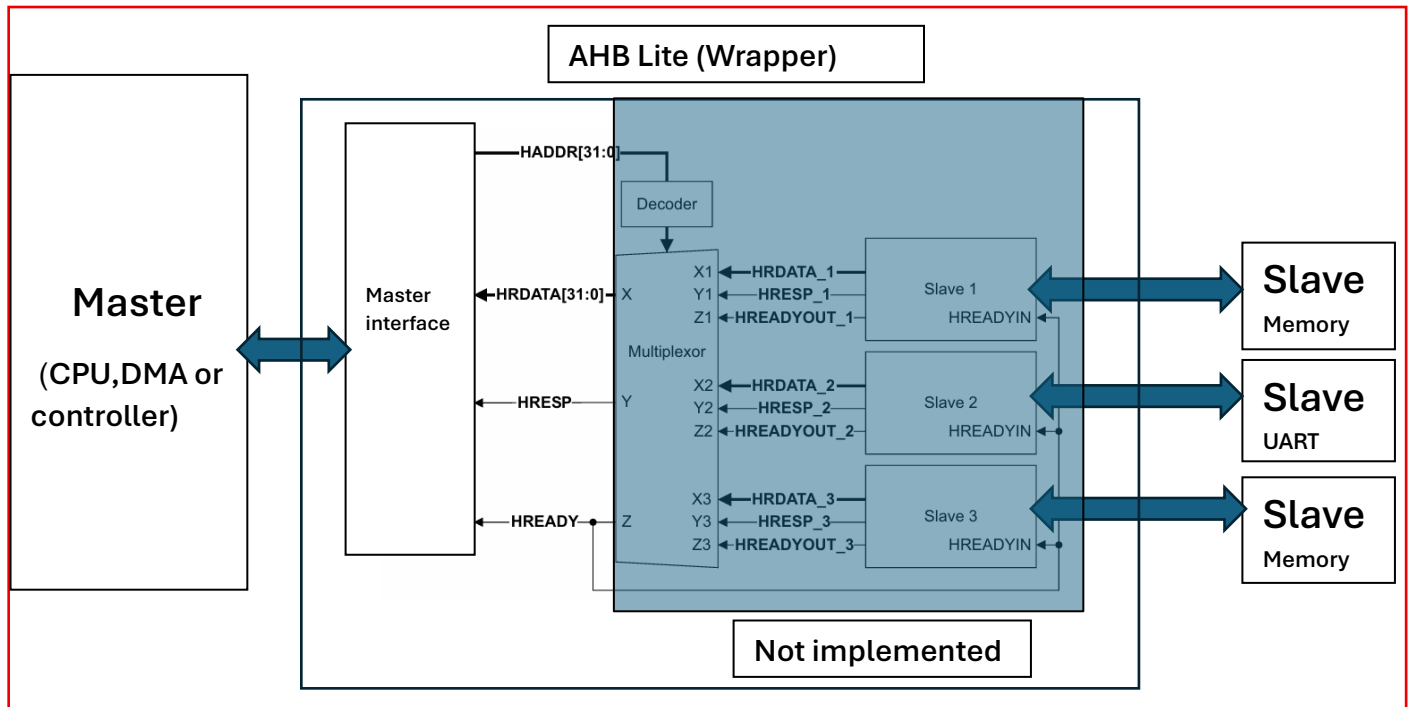 AHB Lite (Wrapper)
Master
(CPU,DMA or
controller)
Master
interface
HADDR[31:0]
HRDATA[31:0]
HRESP
HREADY
Decoder
Multiplexor
X
Y
Z
X1
Y1
Z1
HRDATA_1
HRESP_1
HREADYOUT_1
Slave 1
HREADYIN
X2
Y2
Z2
HRDATA_2
HRESP_2
HREADYOUT_2
Slave 2
HREADYIN
X3
Y3
Z3
HRDATA_3
HRESP_3
HREADYOUT_3
Slave 3
HREADYIN
Slave
Memory
Slave
UART
Slave
Memory
Not implemented